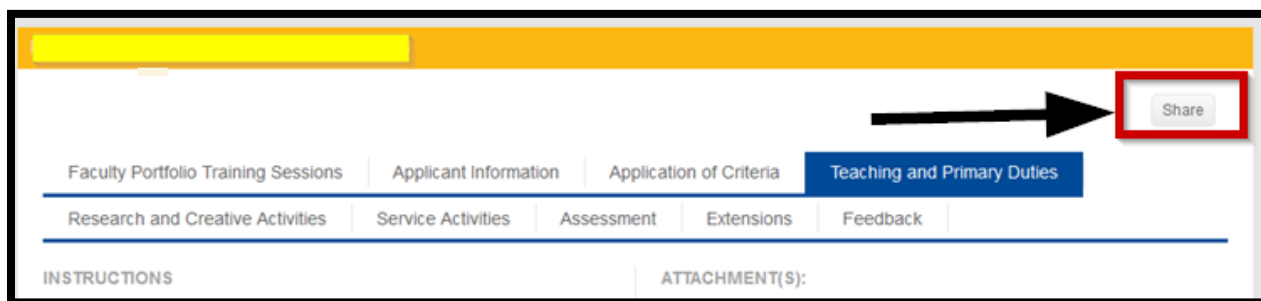 Share
Faculty Portfolio Training Sessions Applicant Information Application of Criteria Teaching and Primary Duties
Research and Creative Activities Service Activities Assessment Extensions Feedback
INSTRUCTIONS ATTACHMENT(S):